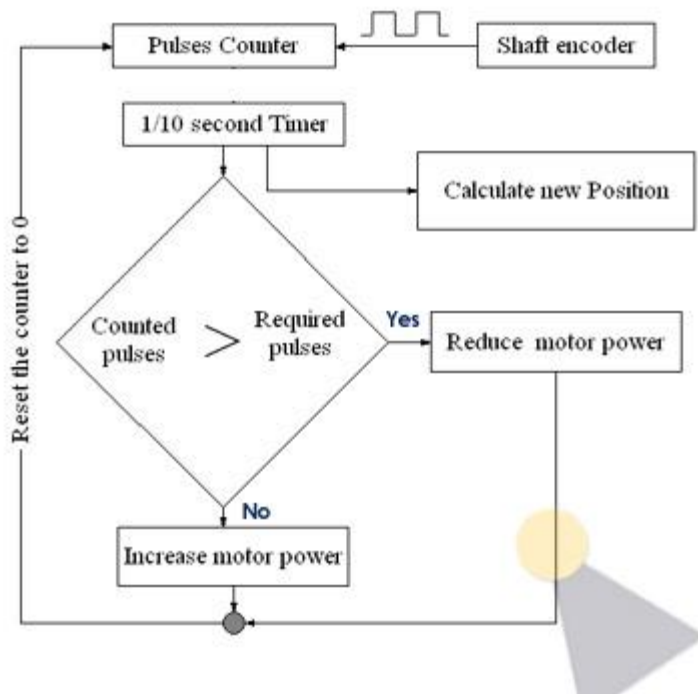 Pulses Counter
Shaft encoder
1/10 second Timer
Calculate new Position
Reset the counter to 0
Counted
pulses
>
Required
pulses
Yes
Reduce motor power
No
Increase motor power